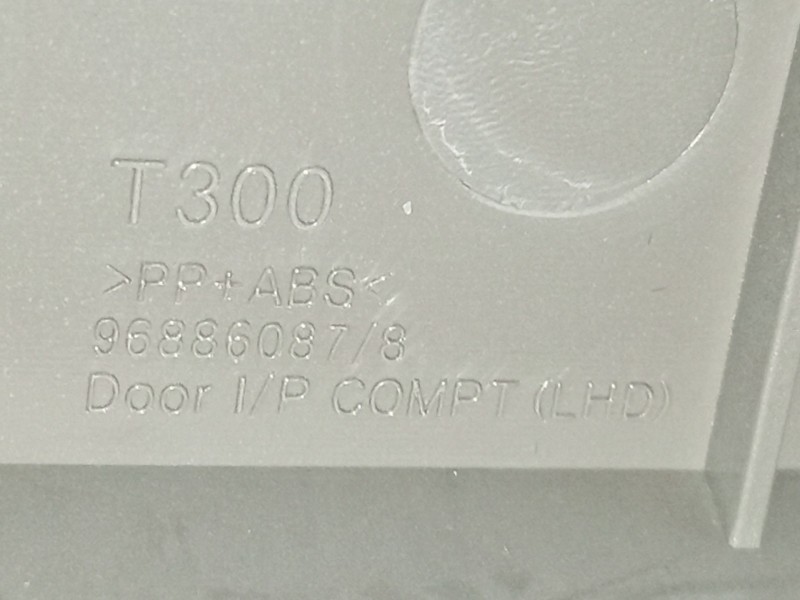 T300
>PP+ABS<
96886087/8
Door I/P COMPT (LHD)